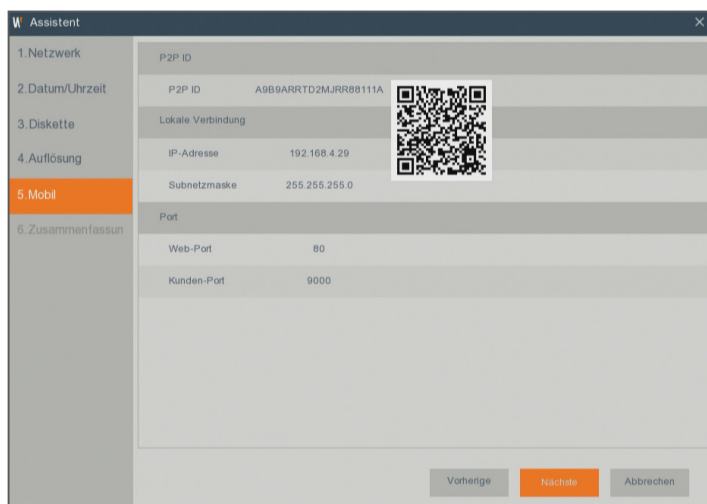 Assistent
1.Netzwerk
2.Datum/Uhrzeit
3.Diskette
4.Auflösung
5.Mobil
6.Zusammenfassun
P2P ID
P2P ID A9B9ARRTD2MJRR88111A
Lokale Verbindung
IP-Adresse 192.168.4.29
Subnetzmaske 255.255.255.0
Port
Web-Port 80
Kunden-Port 9000
Vorherige Nächste Abbrechen